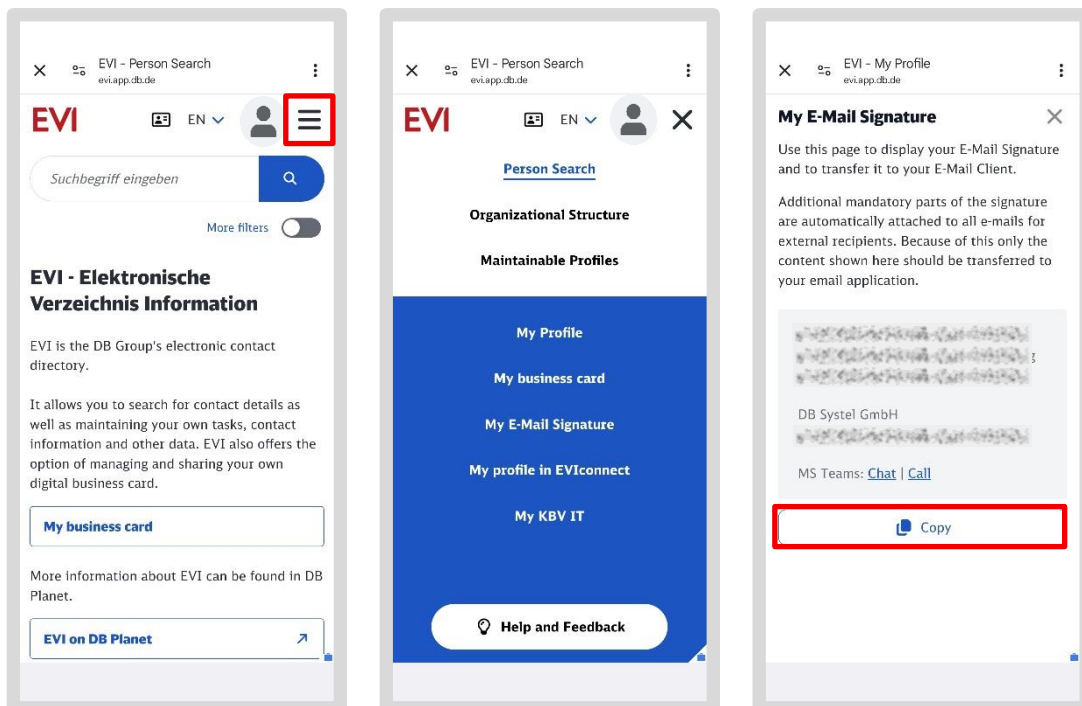 EVI - Person Search
evi.app.db.de
EVI
EN
Suchbegriff eingeben
More filters
EVI - Elektronische
Verzeichnis Information
EVI is the DB Group's electronic contact
directory.
It allows you to search for contact details as
well as maintaining your own tasks, contact
information and other data. EVI also offers the
option of managing and sharing your own
digital business card.
My business card
More information about EVI can be found in DB
Planet.
EVI on DB Planet
EVI - Person Search
evi.app.db.de
EVI
EN
Person Search
Organizational Structure
Maintainable Profiles
My Profile
My business card
My E-Mail Signature
My profile in EVIconnect
My KBV IT
Help and Feedback
EVI - My Profile
evi.app.db.de
My E-Mail Signature
Use this page to display your E-Mail Signature
and to transfer it to your E-Mail Client.
Additional mandatory parts of the signature
are automatically attached to all e-mails for
external recipients. Because of this only the
content shown here should be transferred to
your email application.
DB Systel GmbH
MS Teams: Chat | Call
Copy